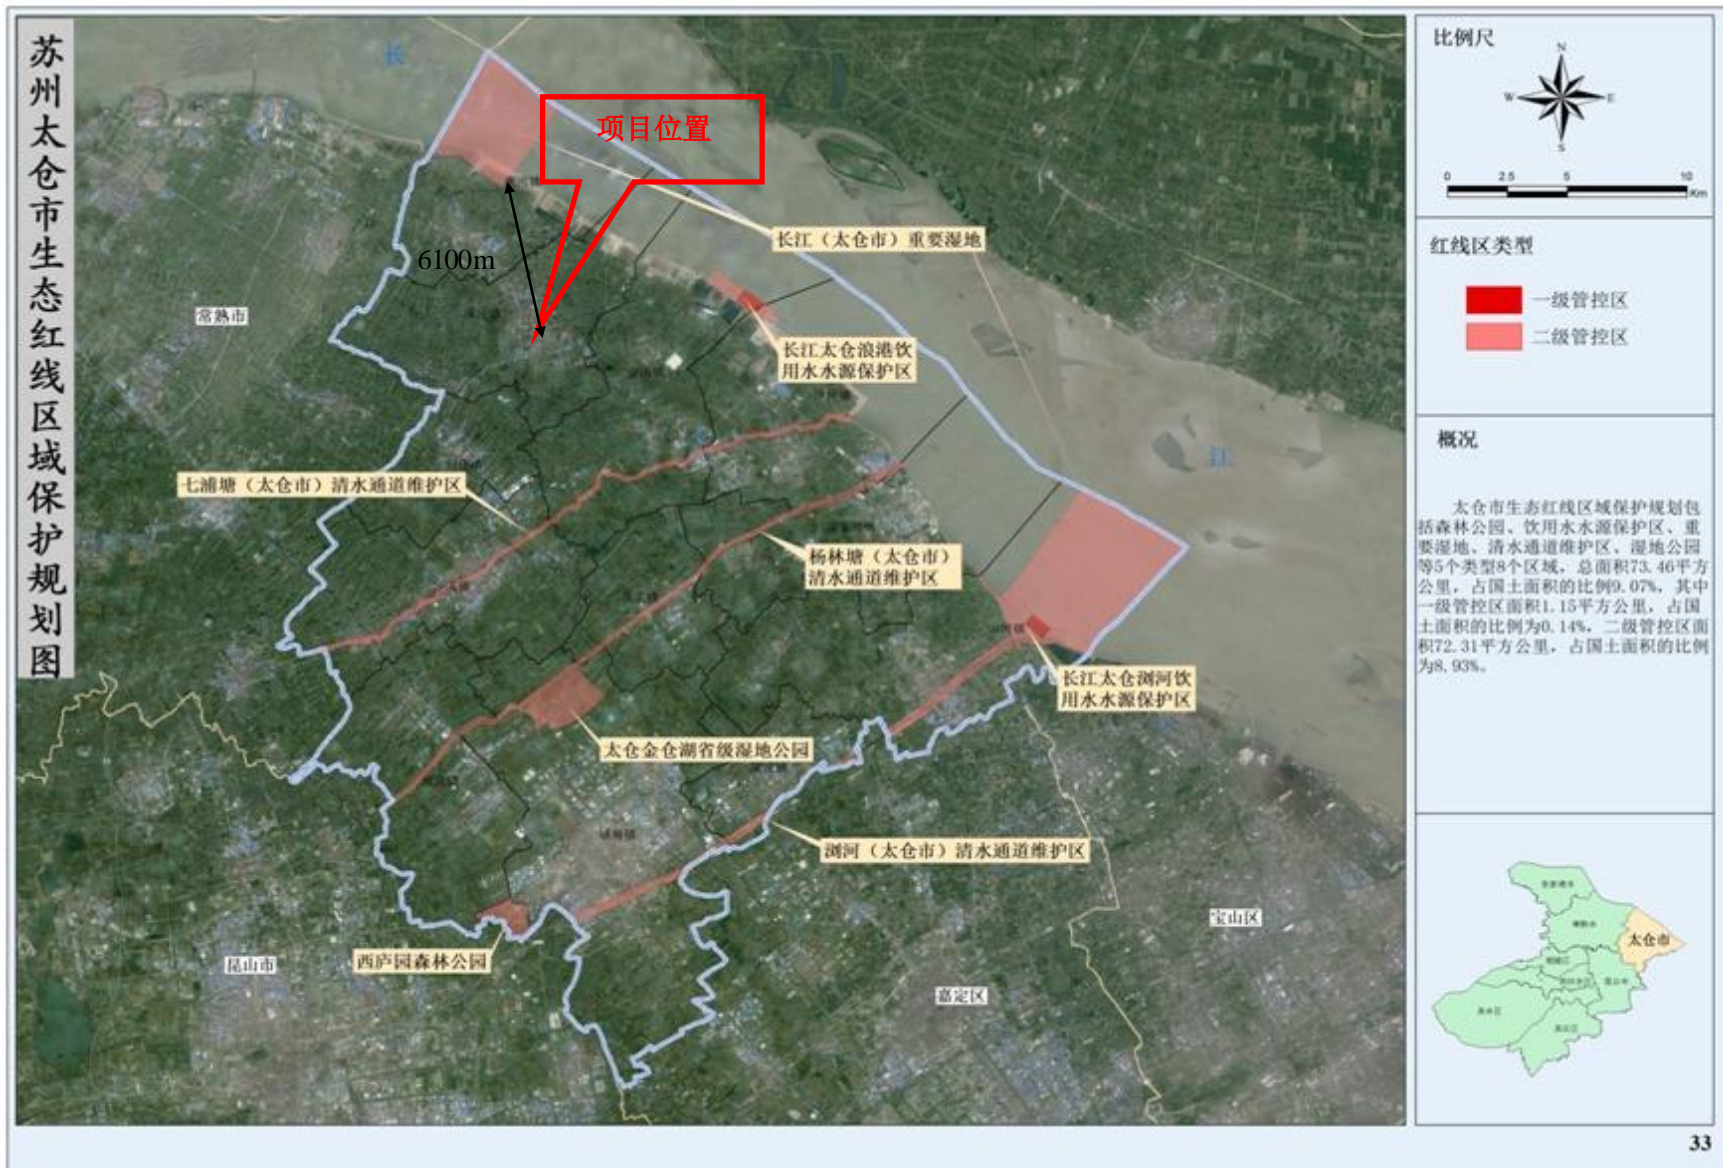 苏州太仓市生态红线区域保护规划图
长
项目位置
长江（太仓市）重要湿地
6100m
常熟市
长江太仓浪港饮
用水水源保护区
江
七浦塘（太仓市）清水通道维护区
杨林塘（太仓市）
清水通道维护区
长江太仓浏河饮
用水水源保护区
太仓金仓湖省级湿地公园
浏河（太仓市）清水通道维护区
西庐园森林公园
昆山市
宝山区
嘉定区
比例尺
N
W
E
S
0
2.5
5
10
Km
红线区类型
一级管控区
二级管控区
概况
太仓市生态红线区域保护规划包
括森林公园、饮用水水源保护区、重
要湿地、清水通道维护区、湿地公园
等5个类型8个区域，总面积73.46平方
公里，占国土面积的比例9.07%，其中
一级管控区面积1.15平方公里，占国
土面积的比例为0.14%，二级管控区面
积72.31平方公里，占国土面积的比例
为8.93%。
太仓市
33